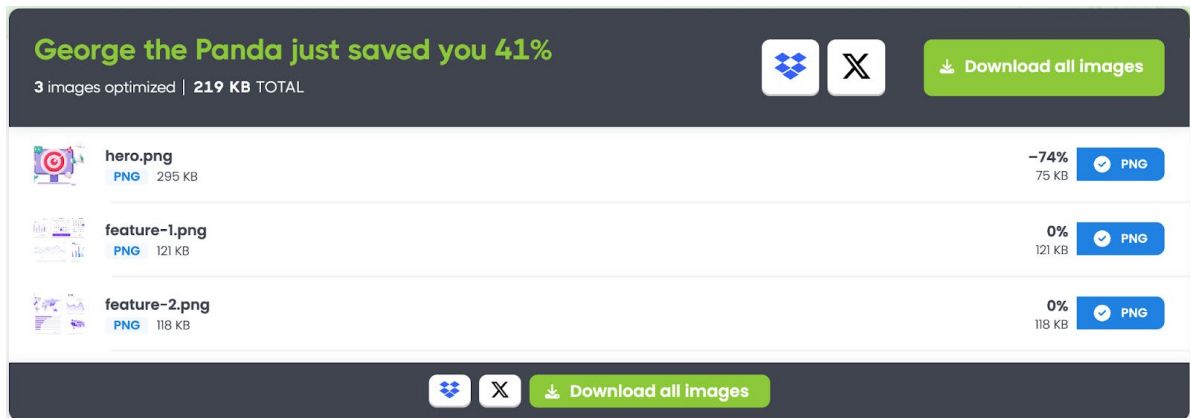 George the Panda just saved you 41%
3 images optimized | 219 KB TOTAL
Download all images
hero.png
PNG 295 KB
−74%
75 KB
PNG
feature-1.png
PNG 121 KB
0%
121 KB
PNG
feature-2.png
PNG 118 KB
0%
118 KB
PNG
Download all images